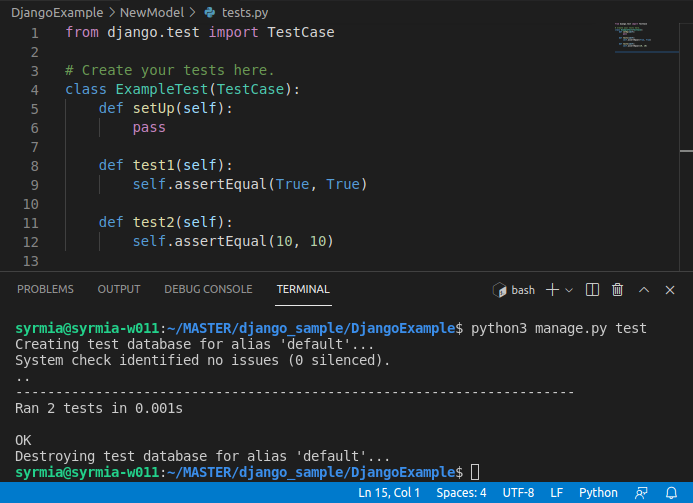 DjangoExample > NewModel > tests.py
1 from django.test import TestCase
2
3 # Create your tests here.
4 class ExampleTest(TestCase):
5     def setUp(self):
6         pass
7
8     def test1(self):
9         self.assertEqual(True, True)
10
11     def test2(self):
12         self.assertEqual(10, 10)
13
PROBLEMS OUTPUT DEBUG CONSOLE TERMINAL bash
syrmia@syrmia-w011:~/MASTER/django_sample/DjangoExample$ python3 manage.py test
Creating test database for alias 'default'...
System check identified no issues (0 silenced).
..
----------------------------------------------------------------------
Ran 2 tests in 0.001s

OK
Destroying test database for alias 'default'...
syrmia@syrmia-w011:~/MASTER/django_sample/DjangoExample$
Ln 15, Col 1 Spaces: 4 UTF-8 LF Python